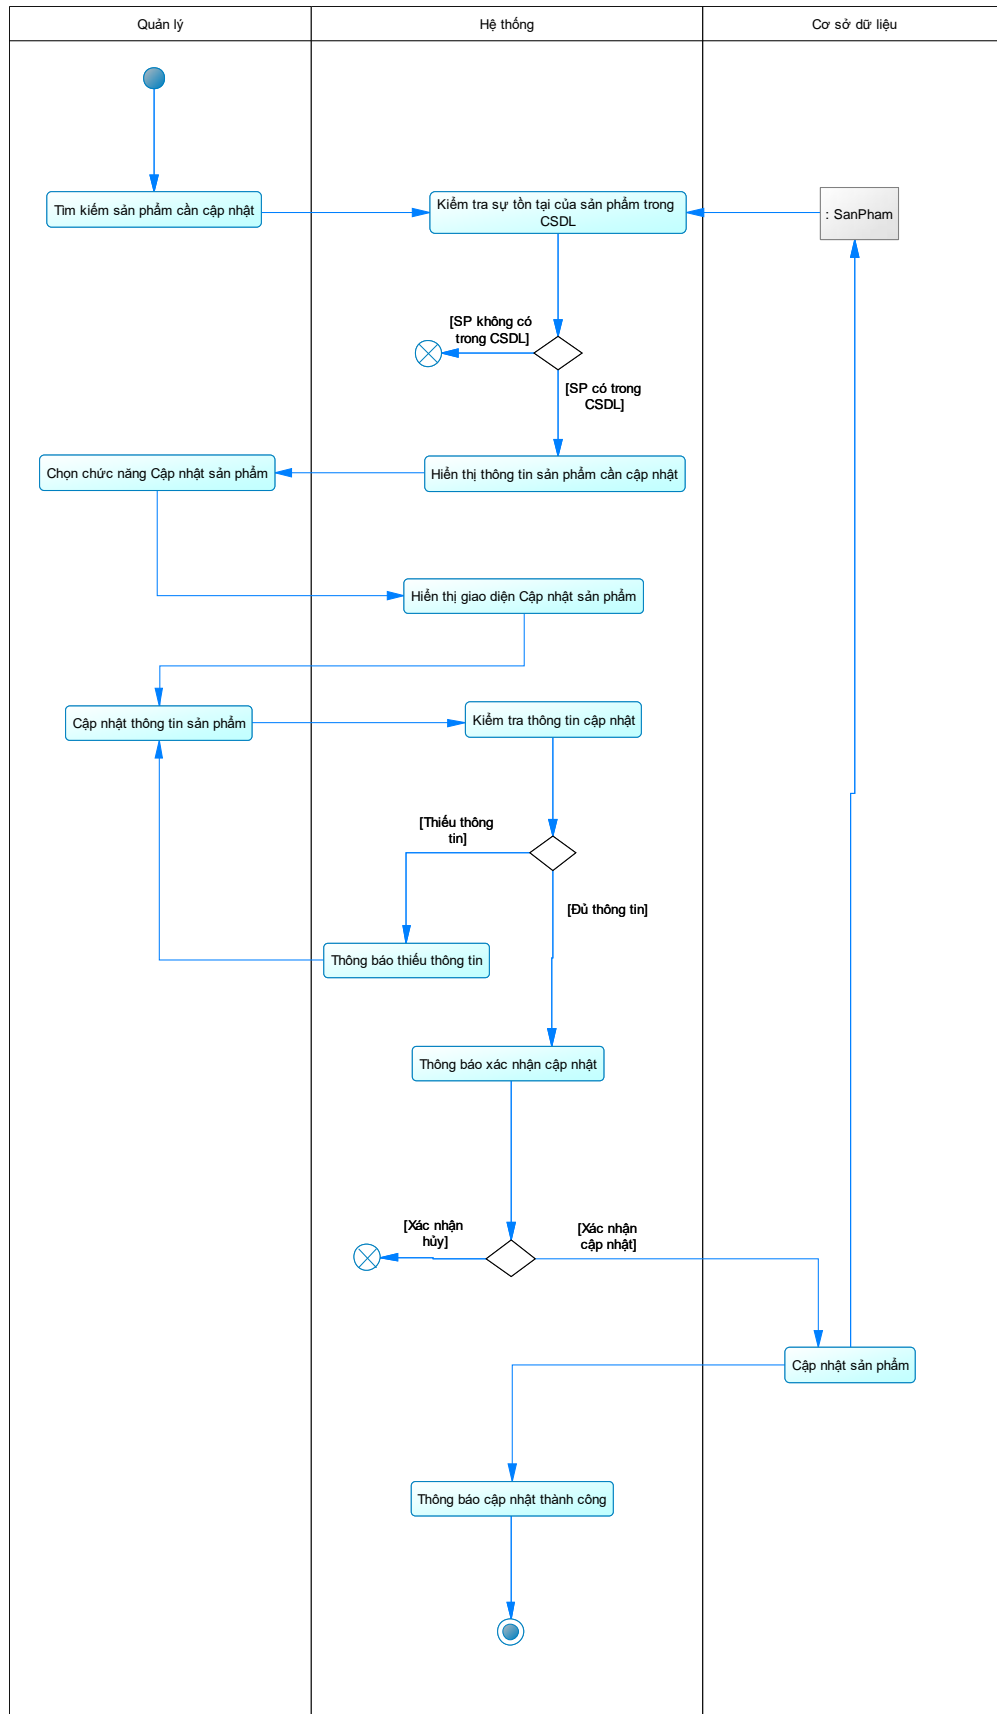 Quản lý
Hệ thống
Cơ sở dữ liệu
Tìm kiếm sản phẩm cần cập nhật
Kiểm tra sự tồn tại của sản phẩm trong
CSDL
: SanPham
[SP không có
trong CSDL]
[SP có trong
CSDL]
Chọn chức năng Cập nhật sản phẩm
Hiển thị thông tin sản phẩm cần cập nhật
Hiển thị giao diện Cập nhật sản phẩm
Cập nhật thông tin sản phẩm
Kiểm tra thông tin cập nhật
[Thiếu thông
tin]
[Đủ thông tin]
Thông báo thiếu thông tin
Thông báo xác nhận cập nhật
[Xác nhận
hủy]
[Xác nhận
cập nhật]
Cập nhật sản phẩm
Thông báo cập nhật thành công